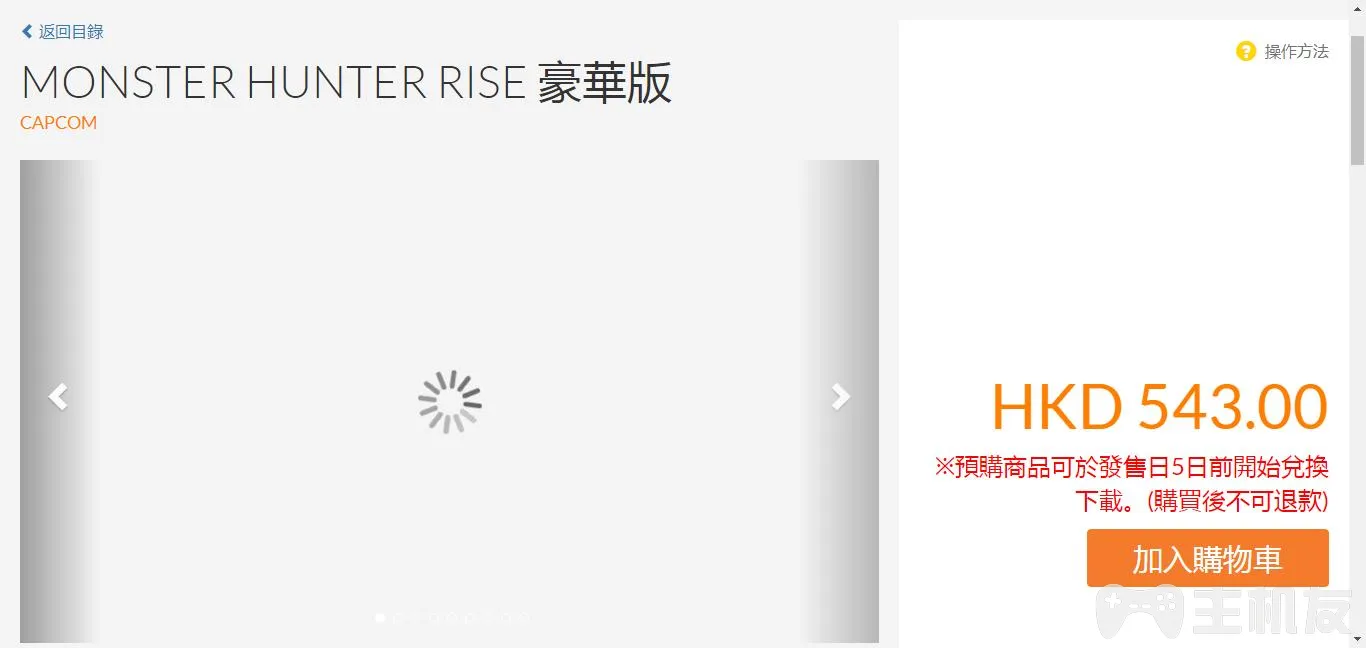 返回目錄
操作方法
MONSTER HUNTER RISE 豪華版
CAPCOM
HKD 543.00
※預購商品可於發售日5日前開始兌換
下載。(購買後不可退款)
加入購物車
主机友